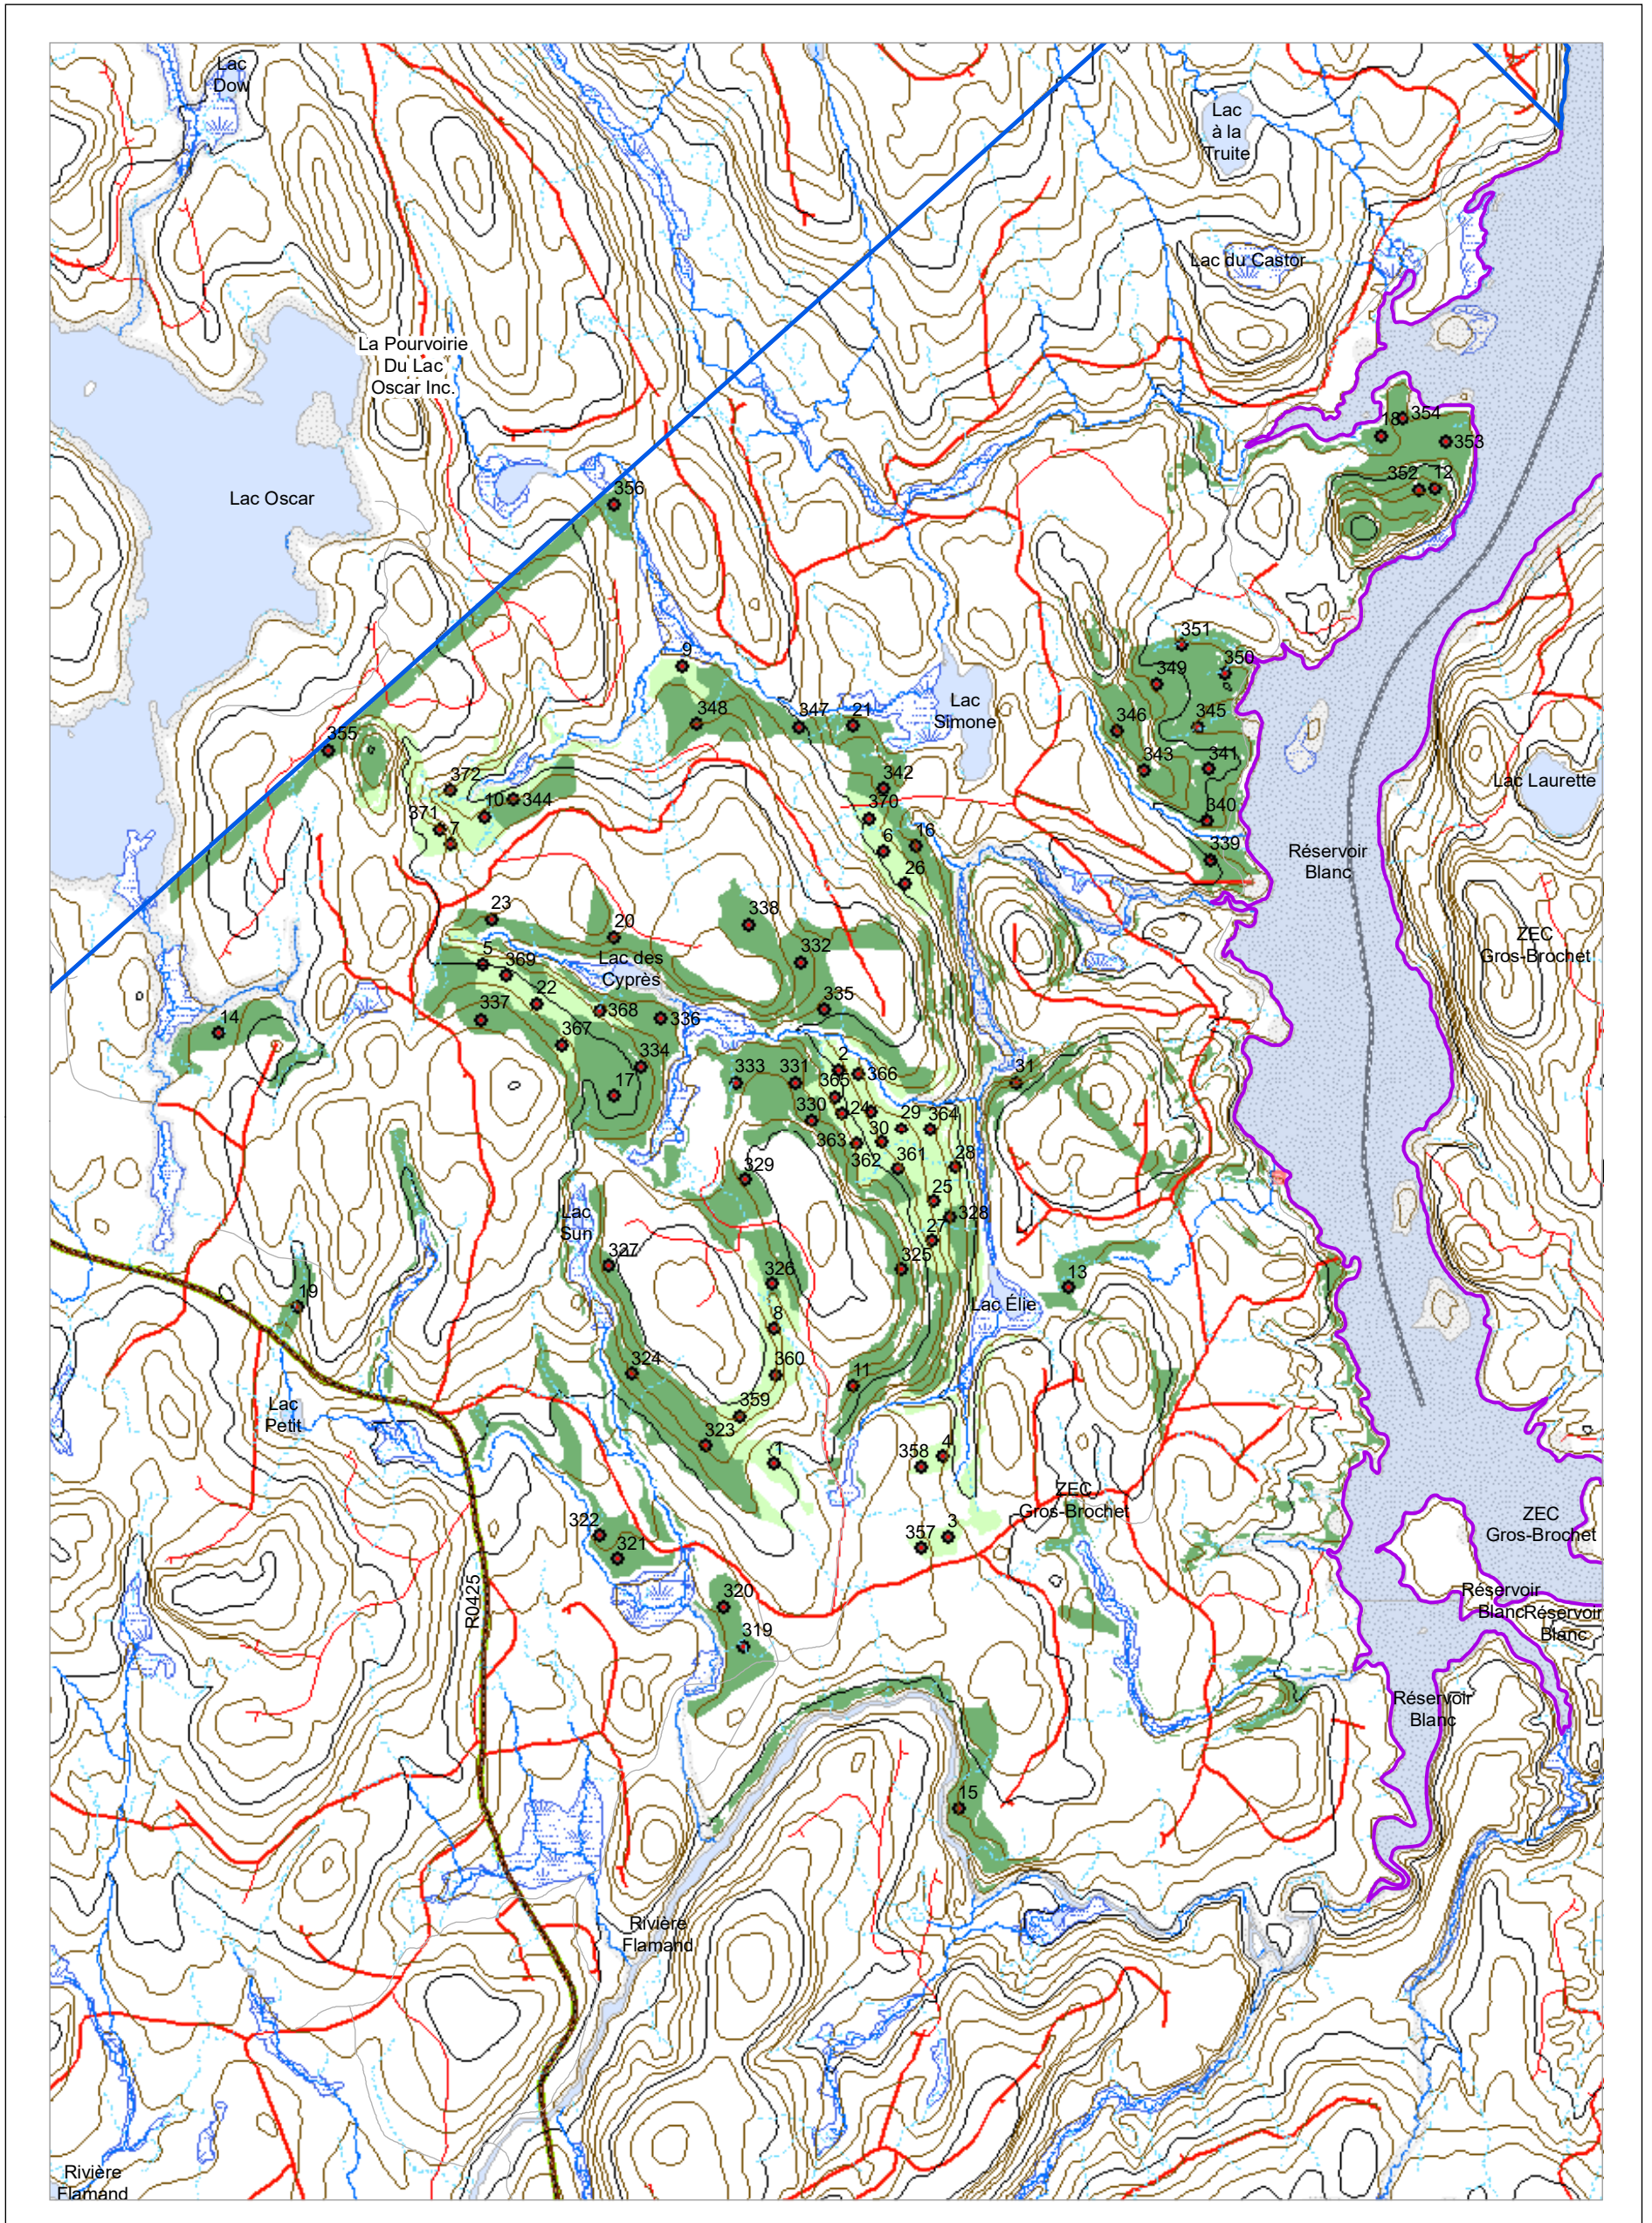 Lac
Dow
Lac
à la
Truite
Lac du Castor
La Pourvoirie
Du Lac
Oscar Inc.
354
18
353
352
12
Lac Oscar
356
351
9
350
349
Lac
Simone
348
347
21
346
345
355
343
341
342
Lac Laurette
372
10
344
370
340
371
7
6
16
339
Réservoir
Blanc
26
23
338
20
332
ZEC
Gros-Brochet
5
369
Lac des
Cyprès
22
368
337
336
335
14
367
334
2
333
331
365
366
31
17
24
330
29
364
30
363
362
361
28
329
25
Lac
Sun
328
27
327
325
326
13
19
8
Lac Élie
324
360
11
359
Lac
Petit
323
1
4
358
ZEC
Gros-Brochet
322
3
357
ZEC
Gros-Brochet
321
R0425
320
Réservoir
Blanc
Réservoir
Blanc
319
Réservoir
Blanc
15
Rivière
Flamand
Rivière
Flamand